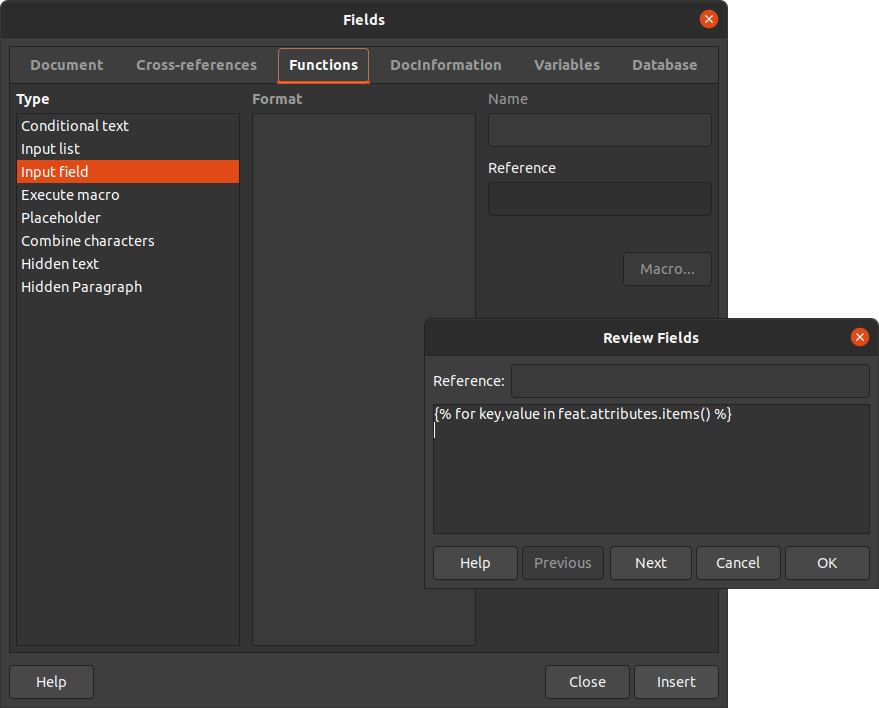 Fields
Document Cross-references Functions DocInformation Variables Database
Type
Conditional text
Input list
Input field
Execute macro
Placeholder
Combine characters
Hidden text
Hidden Paragraph
Format
Name
Reference
Macro...
Help
Close
Insert
Review Fields
Reference:
{% for key,value in feat.attributes.items() %}
Help
Previous
Next
Cancel
OK